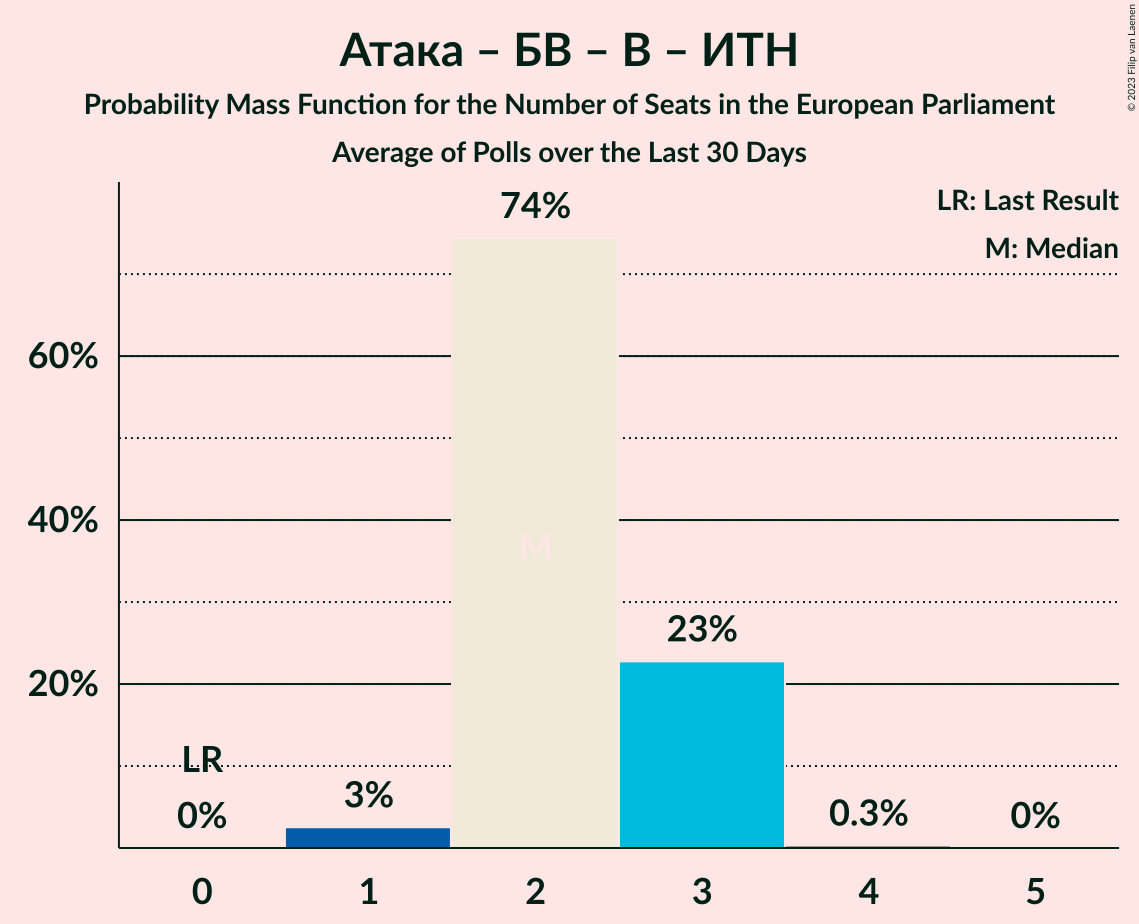 Атака – БВ – В – ИТН
Probability Mass Function for the Number of Seats in the European Parliament
Average of Polls over the Last 30 Days
© 2023 Filip van Laenen
LR: Last Result
M: Median
74%
60%
40%
M
23%
20%
LR
3%
0%
0.3%
0%
0 1 2 3 4 5